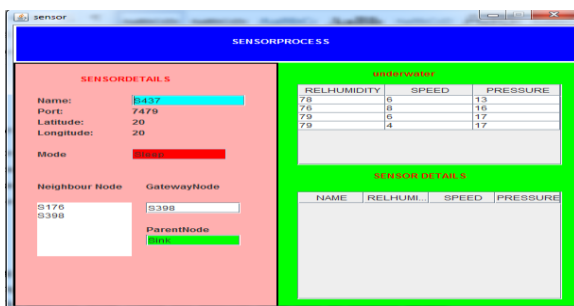 sensor
SENSORPROCESS
SENSORDETAILS
Name: S437
Port: 7479
Latitude: 20
Longitude: 20
Mode Sleep
Neighbour Node GatewayNode
S176
S398
S398
ParentNode
Sink
underwater
RELHUMIDITY SPEED PRESSURE
78 6 13
76 8 16
79 6 17
79 4 17
SENSOR DETAILS
NAME RELHUMI... SPEED PRESSURE